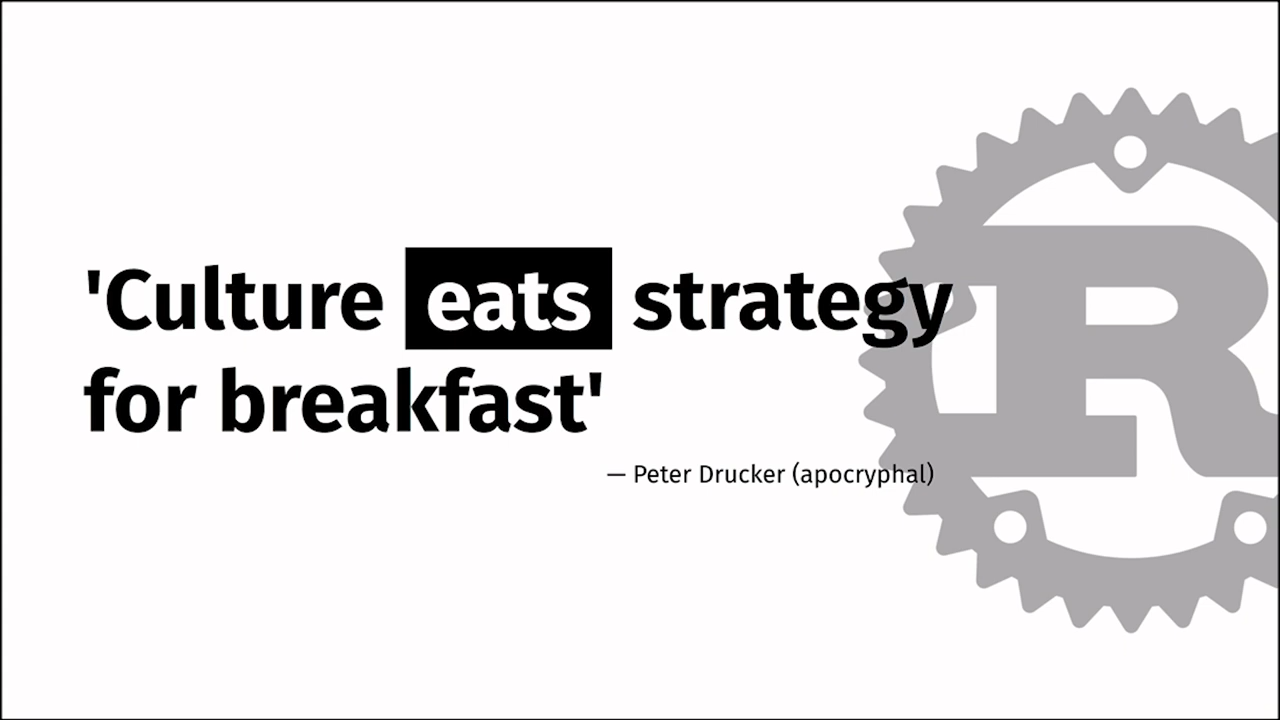 'Culture eats strategy
for breakfast'
— Peter Drucker (apocryphal)
R